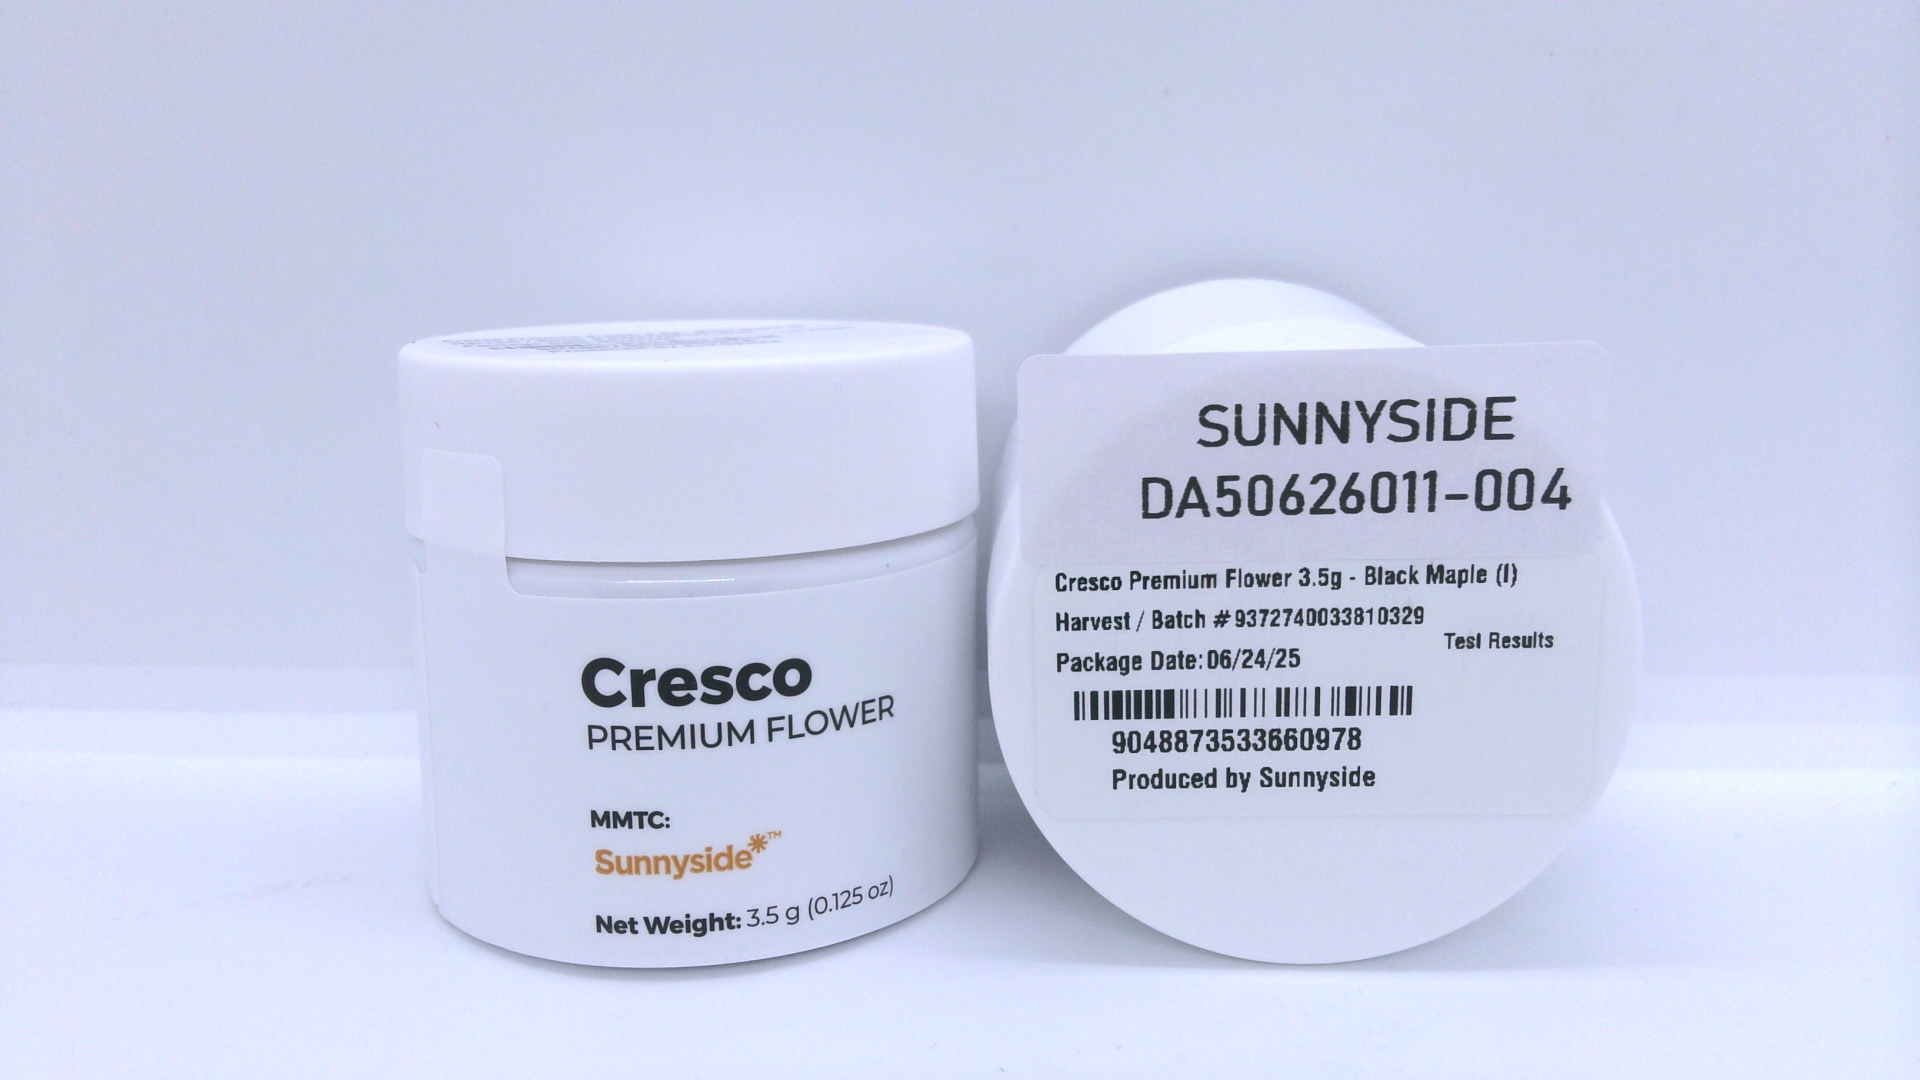 Cresco
PREMIUM FLOWER
MMTC:
Sunnyside*™
Net Weight: 3.5 g (0.125 oz)
SUNNYSIDE
DA50626011-004
Cresco Premium Flower 3.5g - Black Maple (I)
Harvest / Batch #9372740033810329
Test Results
Package Date: 06/24/25
9048873533660978
Produced by Sunnyside